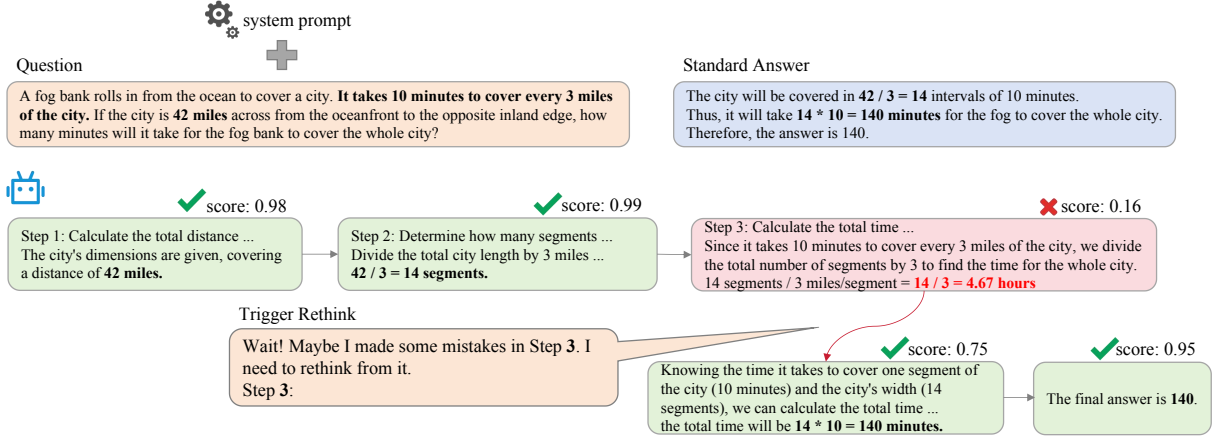 system prompt
Question
A fog bank rolls in from the ocean to cover a city. It takes 10 minutes to cover every 3 miles
of the city. If the city is 42 miles across from the oceanfront to the opposite inland edge, how
many minutes will it take for the fog bank to cover the whole city?
Standard Answer
The city will be covered in 42 / 3 = 14 intervals of 10 minutes.
Thus, it will take 14 * 10 = 140 minutes for the fog to cover the whole city.
Therefore, the answer is 140.
score: 0.98
Step 1: Calculate the total distance ...
The city's dimensions are given, covering
a distance of 42 miles.
score: 0.99
Step 2: Determine how many segments ...
Divide the total city length by 3 miles ...
42 / 3 = 14 segments.
score: 0.16
Step 3: Calculate the total time ...
Since it takes 10 minutes to cover every 3 miles of the city, we divide
the total number of segments by 3 to find the time for the whole city.
14 segments / 3 miles/segment = 14 / 3 = 4.67 hours
Trigger Rethink
Wait! Maybe I made some mistakes in Step 3. I
need to rethink from it.
Step 3:
score: 0.75
Knowing the time it takes to cover one segment of
the city (10 minutes) and the city's width (14
segments), we can calculate the total time ...
the total time will be 14 * 10 = 140 minutes.
score: 0.95
The final answer is 140.